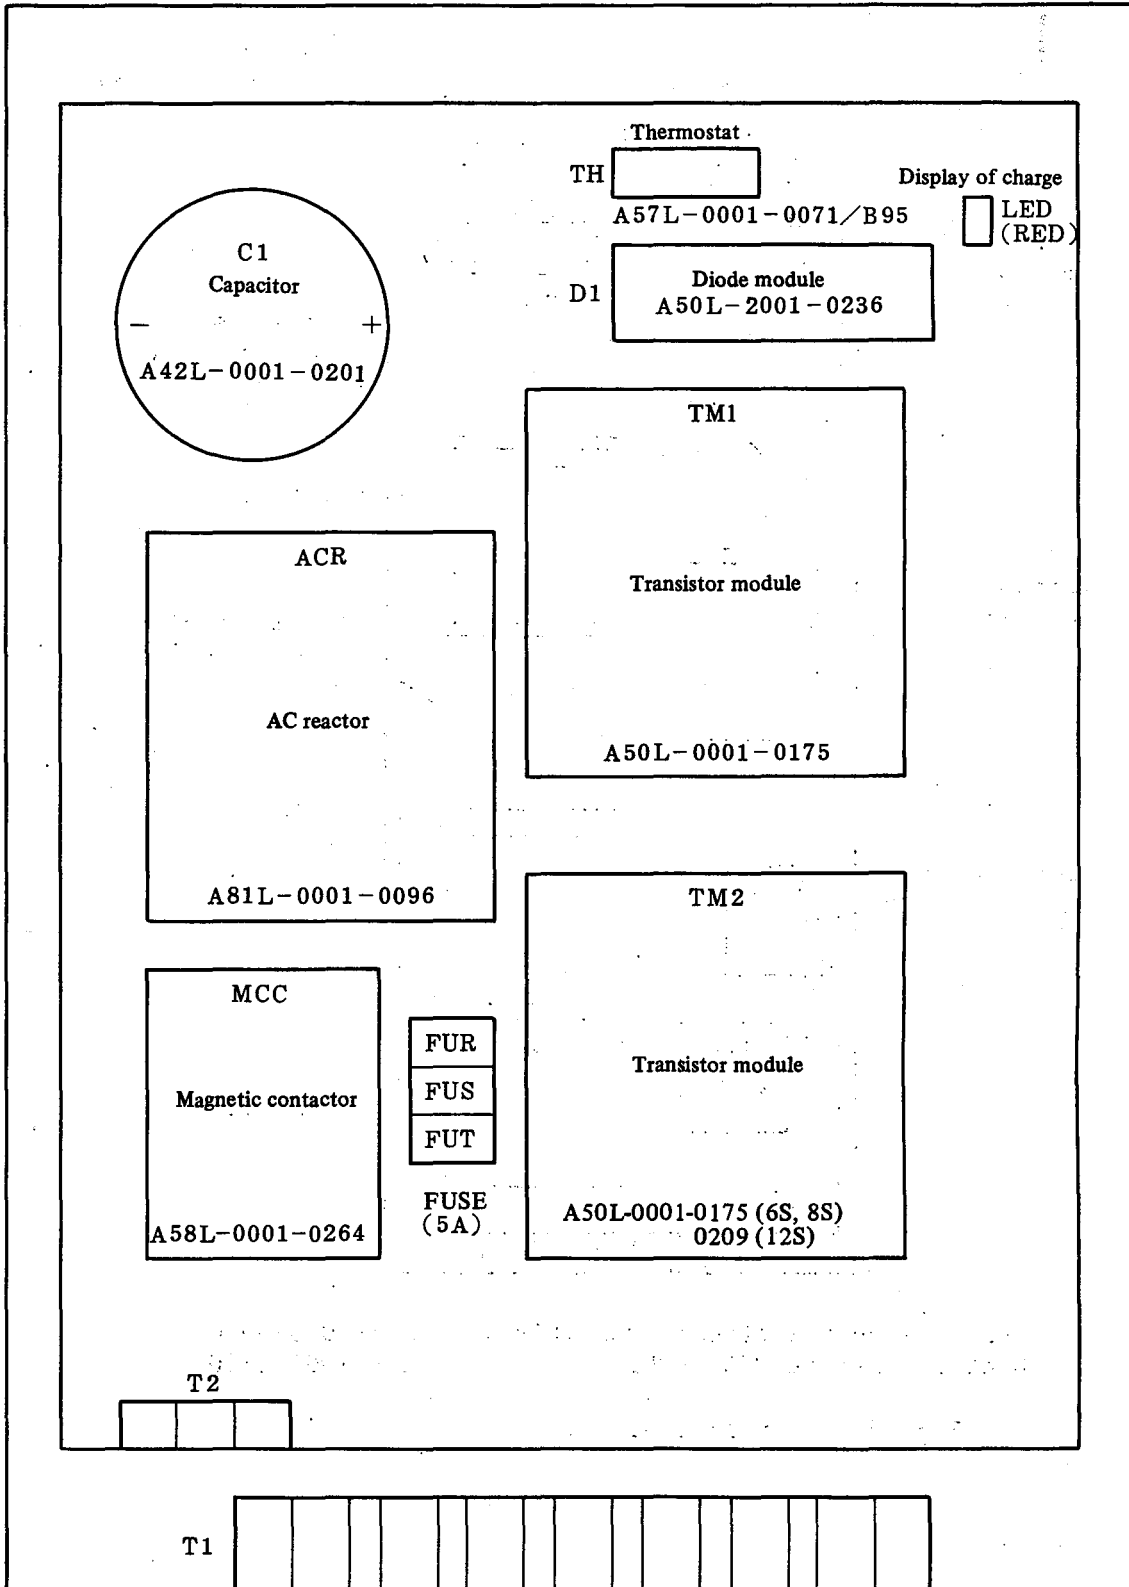 Thermostat
TH
A57L-0001-0071/B95
Display of charge
LED
(RED)
C1
Capacitor
- +
A42L-0001-0201
D1
Diode module
A50L-2001-0236
TM1
Transistor module
A50L-0001-0175
ACR
AC reactor
A81L-0001-0096
TM2
Transistor module
A50L-0001-0175 (6S, 8S)
0209 (12S)
MCC
Magnetic contactor
A58L-0001-0264
FUR
FUS
FUT
FUSE
(5A)
T2
T1